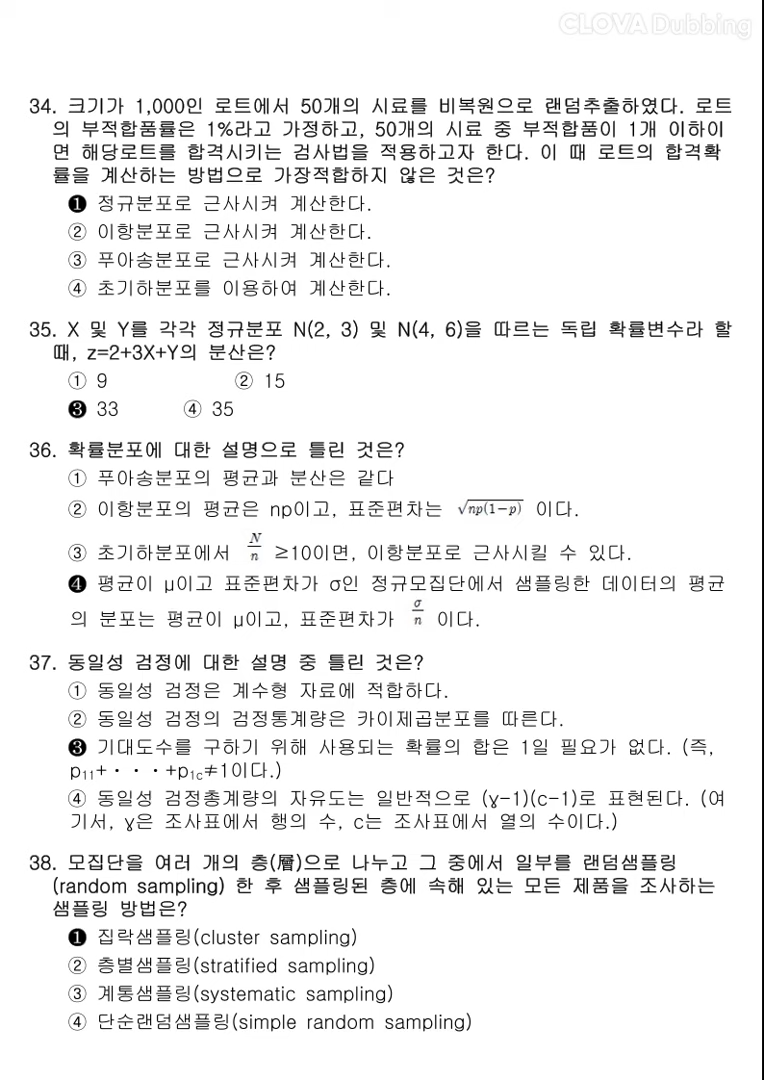 CLOVA Dubbing
34. 크기가 1,000인 로트에서 50개의 시료를 비복원으로 랜덤추출하였다. 로트
의 부적합품률은 1%라고 가정하고, 50개의 시료 중 부적합품이 1개 이하이
면 해당로트를 합격시키는 검사법을 적용하고자 한다. 이 때 로트의 합격확
률을 계산하는 방법으로 가장적합하지 않은 것은?
❶ 정규분포로 근사시켜 계산한다.
② 이항분포로 근사시켜 계산한다.
③ 푸아송분포로 근사시켜 계산한다.
④ 초기하분포를 이용하여 계산한다.
35. X 및 Y를 각각 정규분포 N(2, 3) 및 N(4, 6)을 따르는 독립 확률변수라 할
때, z=2+3X+Y의 분산은?
① 9 ② 15
❸ 33 ④ 35
36. 확률분포에 대한 설명으로 틀린 것은?
① 푸아송분포의 평균과 분산은 같다
② 이항분포의 평균은 np이고, 표준편차는 √np(1-p) 이다.
③ 초기하분포에서 N/n ≥10이면, 이항분포로 근사시킬 수 있다.
❹ 평균이 μ이고 표준편차가 σ인 정규모집단에서 샘플링한 데이터의 평균
의 분포는 평균이 μ이고, 표준편차가 σ/n 이다.
37. 동일성 검정에 대한 설명 중 틀린 것은?
① 동일성 검정은 계수형 자료에 적합하다.
② 동일성 검정의 검정통계량은 카이제곱분포를 따른다.
❸ 기대도수를 구하기 위해 사용되는 확률의 합은 1일 필요가 없다. (즉,
p₁₁+・・・+p₁c≠1이다.)
④ 동일성 검정총계량의 자유도는 일반적으로 (γ-1)(c-1)로 표현된다. (여
기서, γ은 조사표에서 행의 수, c는 조사표에서 열의 수이다.)
38. 모집단을 여러 개의 층(層)으로 나누고 그 중에서 일부를 랜덤샘플링
(random sampling) 한 후 샘플링된 층에 속해 있는 모든 제품을 조사하는
샘플링 방법은?
❶ 집락샘플링(cluster sampling)
② 층별샘플링(stratified sampling)
③ 계통샘플링(systematic sampling)
④ 단순랜덤샘플링(simple random sampling)